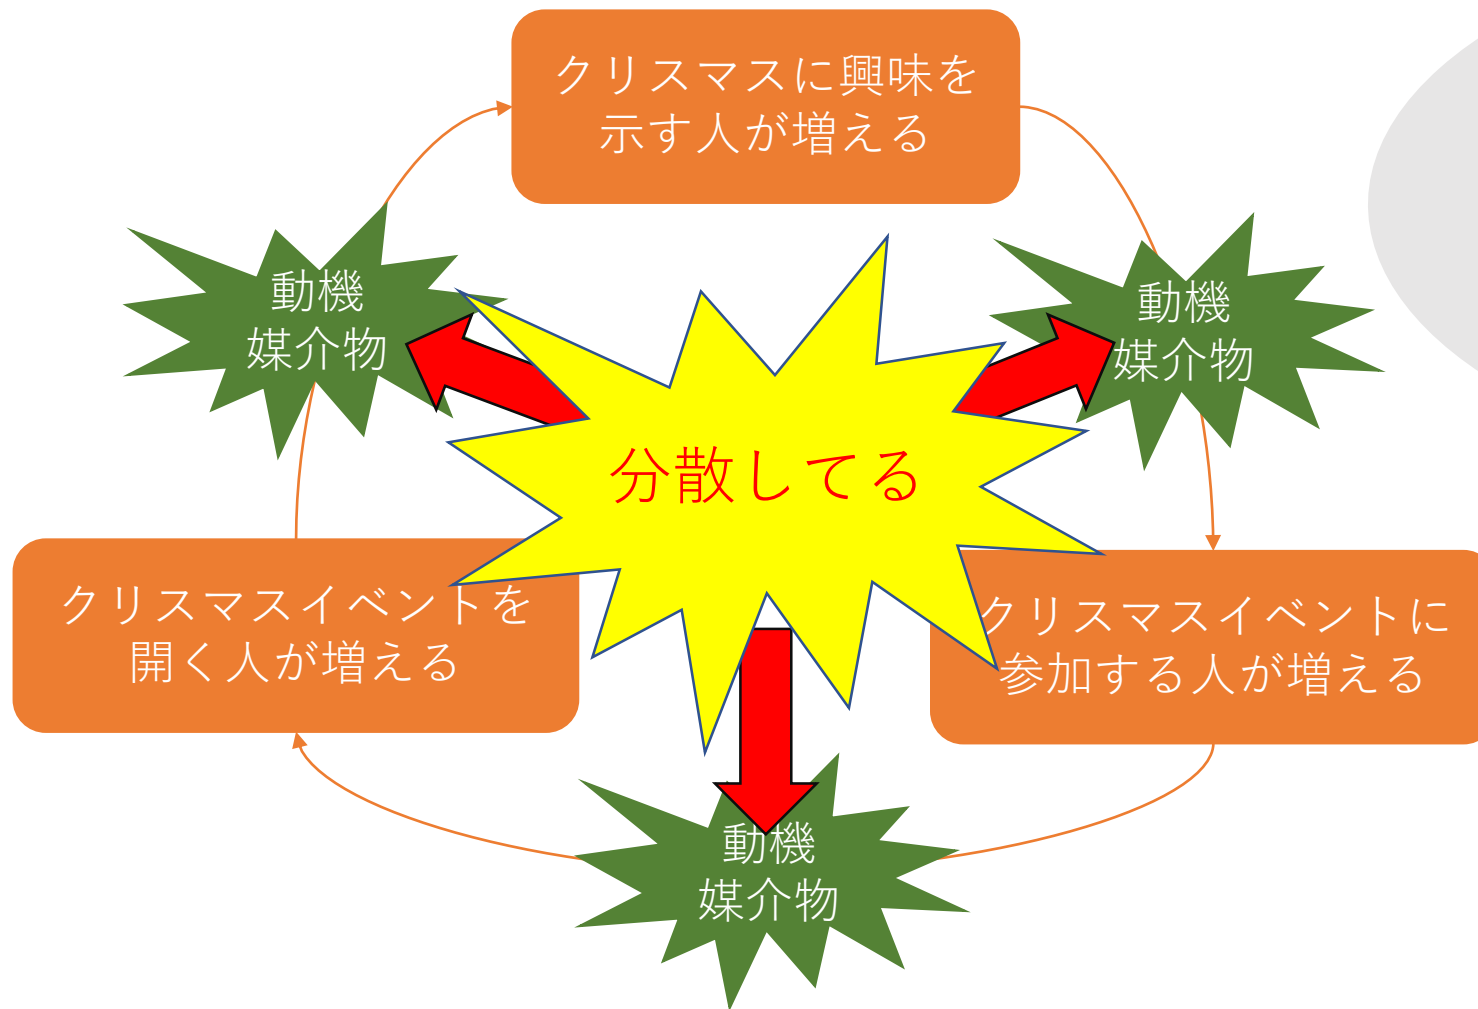 クリスマスに興味を
示す人が増える
動機
媒介物
動機
媒介物
分散してる
クリスマスイベントを
開く人が増える
クリスマスイベントに
参加する人が増える
動機
媒介物